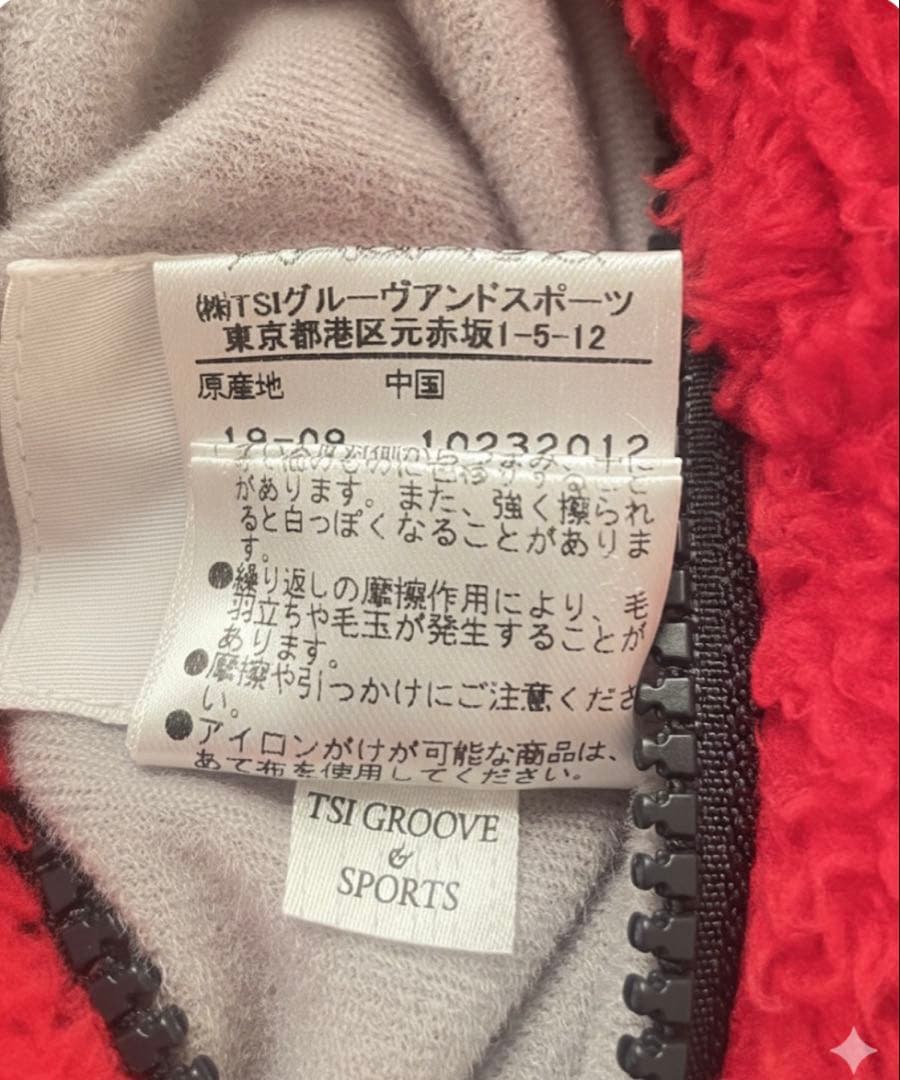 (株)TSIグルーヴアンドスポーツ
東京都港区元赤坂1-5-12
原産地 中国
19-09 10232012
があります。また、強く擦られ
ると白っぽくなることがありま
す。
●繰り返しの摩擦作用により、毛
羽立ちや毛玉が発生することが
あります。
●摩擦や引っかけにご注意くださ
い。
●アイロンがけが可能な商品は、
あて布を使用してください。
TSI GROOVE
&
SPORTS